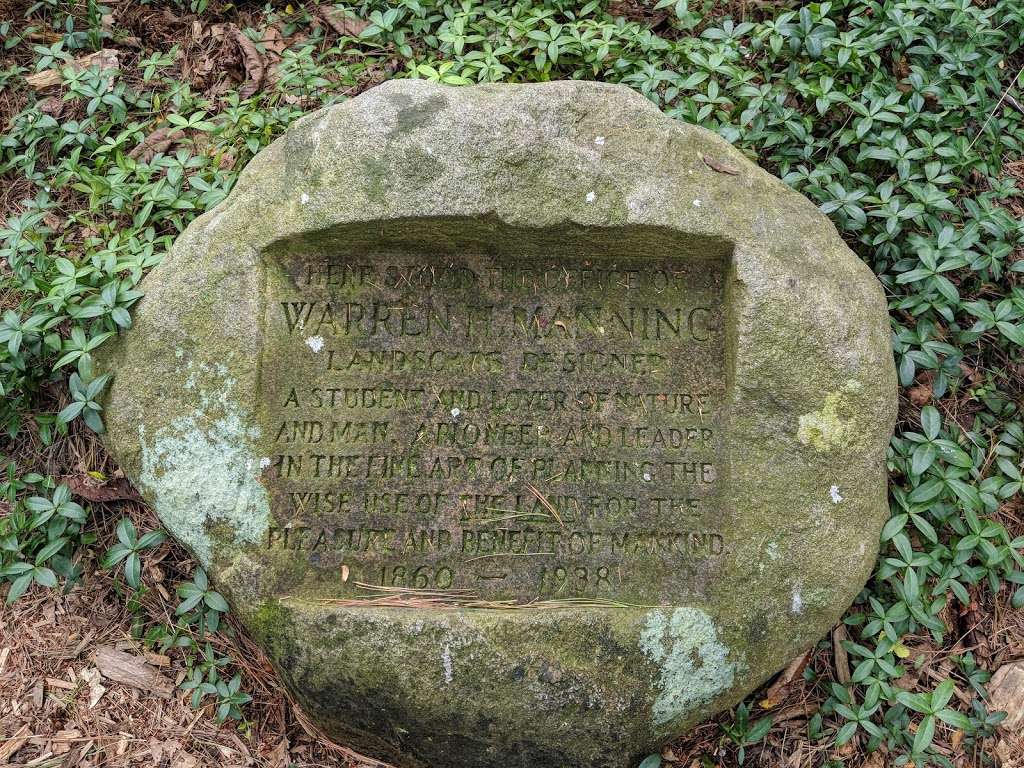 HERE STOOD THE OFFICE OF
WARREN H. MANNING
LANDSCAPE DESIGNER
A STUDENT AND LOVER OF NATURE
AND MAN. A PIONEER AND LEADER
IN THE FINE ART OF PLANNING THE
WISE USE OF THE LAND FOR THE
PLEASURE AND BENEFIT OF MANKIND.
1860 — 1938